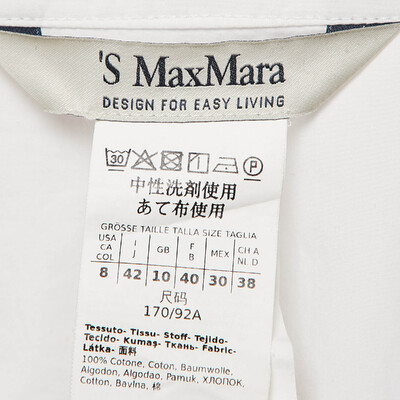 'S MaxMara
DESIGN FOR EASY LIVING
30
P
中性洗剤使用
あて布使用
GRÖSSE TAILLE TALLA SIZE TAGLIA
USA CA COL I J GB F B MEX CH A NL D
8 42 10 40 30 38
尺码
170/92A
Tessuto- Tissu- Stoff- Tejido-
Tecido- Kumaş- Ткань- Fabric-
Látka- 面料
100% Cotone, Coton, Baumwolle,
Algodon, Algodao, Pamuk, ХЛОПОК,
Cotton, Bavlna, 棉